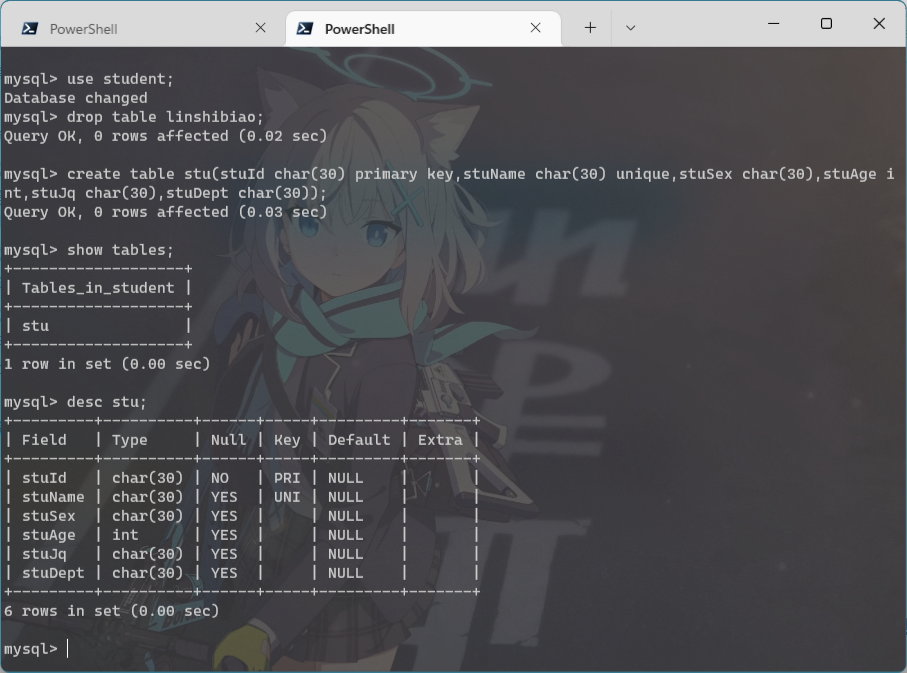 PowerShell
PowerShell
mysql> use student;
Database changed
mysql> drop table linshibiao;
Query OK, 0 rows affected (0.02 sec)
mysql> create table stu(stuId char(30) primary key,stuName char(30) unique,stuSex char(30),stuAge i
nt,stuJq char(30),stuDept char(30));
Query OK, 0 rows affected (0.03 sec)
mysql> show tables;
+-------------------+
| Tables_in_student |
+-------------------+
| stu               |
+-------------------+
1 row in set (0.00 sec)
mysql> desc stu;
+---------+----------+------+-----+---------+-------+
| Field   | Type     | Null | Key | Default | Extra |
+---------+----------+------+-----+---------+-------+
| stuId   | char(30) | NO   | PRI | NULL    |       |
| stuName | char(30) | YES  | UNI | NULL    |       |
| stuSex  | char(30) | YES  |     | NULL    |       |
| stuAge  | int      | YES  |     | NULL    |       |
| stuJq   | char(30) | YES  |     | NULL    |       |
| stuDept | char(30) | YES  |     | NULL    |       |
+---------+----------+------+-----+---------+-------+
6 rows in set (0.00 sec)
mysql>